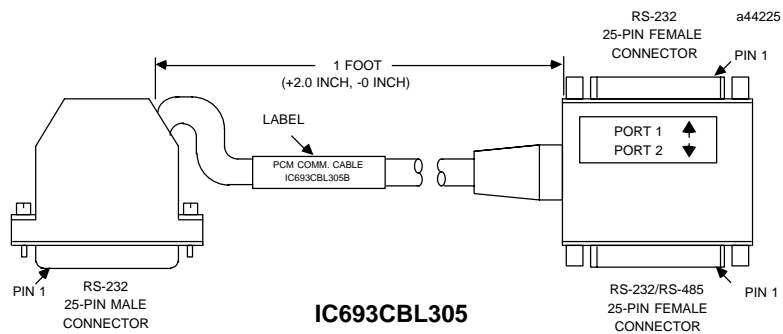 RS-232
25-PIN FEMALE
CONNECTOR
a44225
PIN 1
1 FOOT
(+2.0 INCH, -0 INCH)
LABEL
PCM COMM. CABLE
IC693CBL305B
PORT 1
PORT 2
PIN 1
RS-232
25-PIN MALE
CONNECTOR
IC693CBL305
RS-232/RS-485
25-PIN FEMALE
CONNECTOR
PIN 1